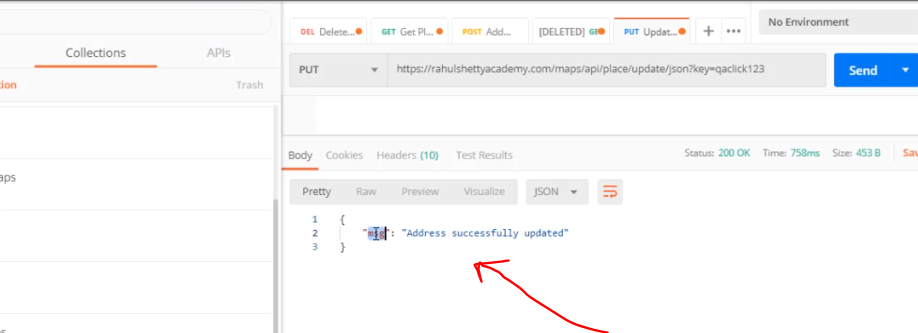 No Environment
DEL Delete...
GET Get Pl...
POST Add...
[DELETED] GE
PUT Updat...
Collections
APIs
tion
Trash
PUT
https://rahulshettyacademy.com/maps/api/place/update/json?key=qaclick123
Send
aps
Body Cookies Headers (10) Test Results
Status: 200 OK Time: 758ms Size: 453 B Sav
Pretty Raw Preview Visualize JSON
1 {
2 "msg": "Address successfully updated"
3 }